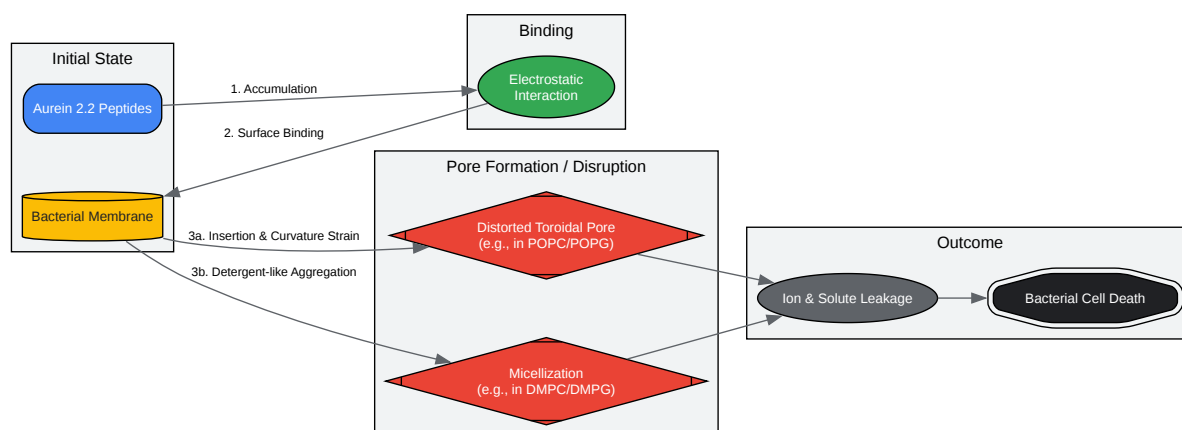 Initial State
Aurein 2.2 Peptides
Bacterial Membrane
1. Accumulation
2. Surface Binding
Binding
Electrostatic
Interaction
3a. Insertion & Curvature Strain
3b. Detergent-like Aggregation
Pore Formation / Disruption
Distorted Toroidal Pore
(e.g., in POPC/POPG)
Micellization
(e.g., in DMPC/DMPG)
Outcome
Ion & Solute Leakage
Bacterial Cell Death